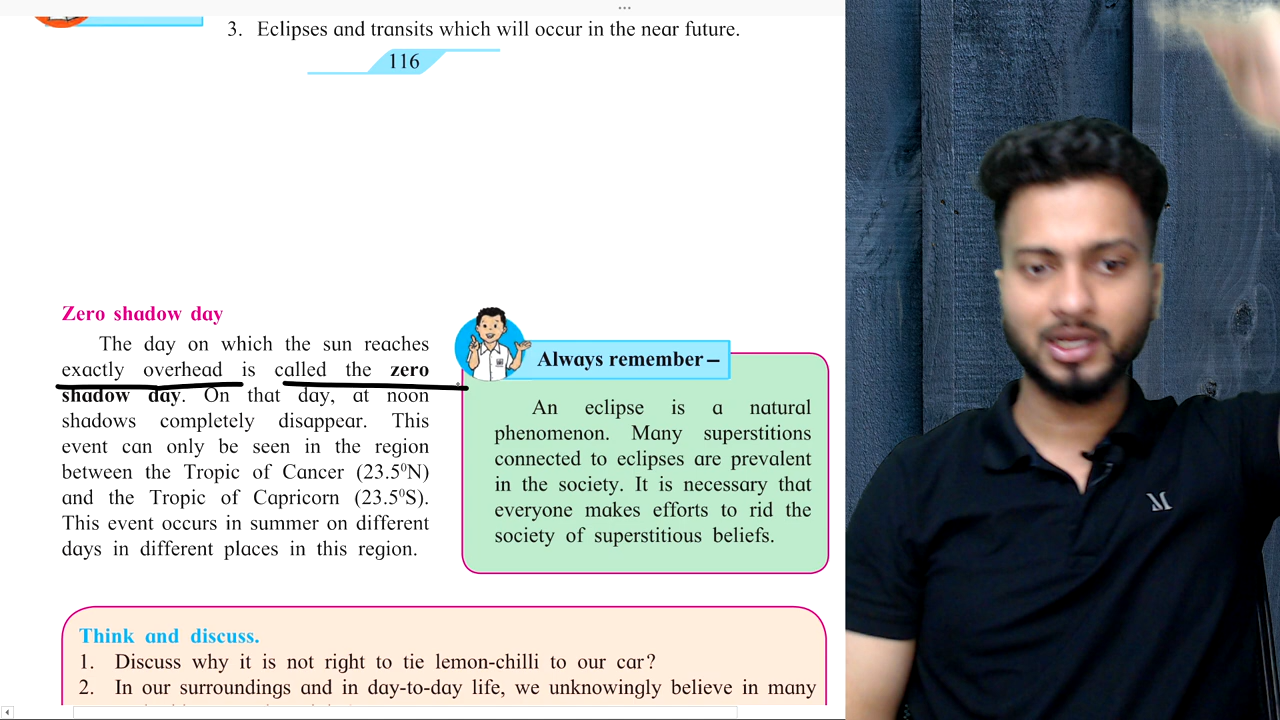 3. Eclipses and transits which will occur in the near future.
116
Zero shadow day
The day on which the sun reaches
exactly overhead is called the zero
shadow day. On that day, at noon
shadows completely disappear. This
event can only be seen in the region
between the Tropic of Cancer (23.5⁰N)
and the Tropic of Capricorn (23.5⁰S).
This event occurs in summer on different
days in different places in this region.
Always remember –
An eclipse is a natural
phenomenon. Many superstitions
connected to eclipses are prevalent
in the society. It is necessary that
everyone makes efforts to rid the
society of superstitious beliefs.
Think and discuss.
1. Discuss why it is not right to tie lemon-chilli to our car?
2. In our surroundings and in day-to-day life, we unknowingly believe in many